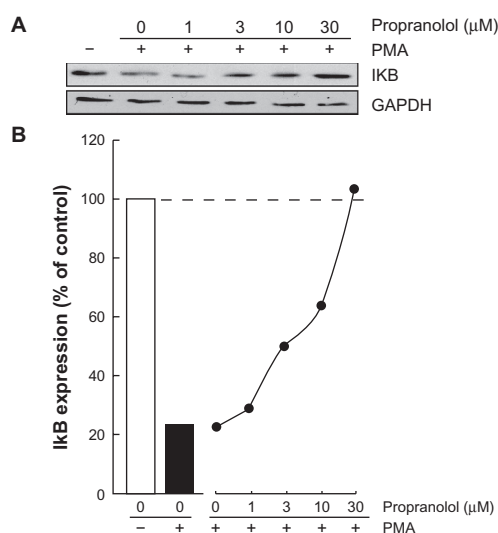 A
0 1 3 10 30 Propranolol (μM)
– + + + + + PMA
IKB
GAPDH
B
120
100
80
60
40
20
0
IkB expression (% of control)
0 0 0 1 3 10 30 Propranolol (μM)
– + + + + + + PMA